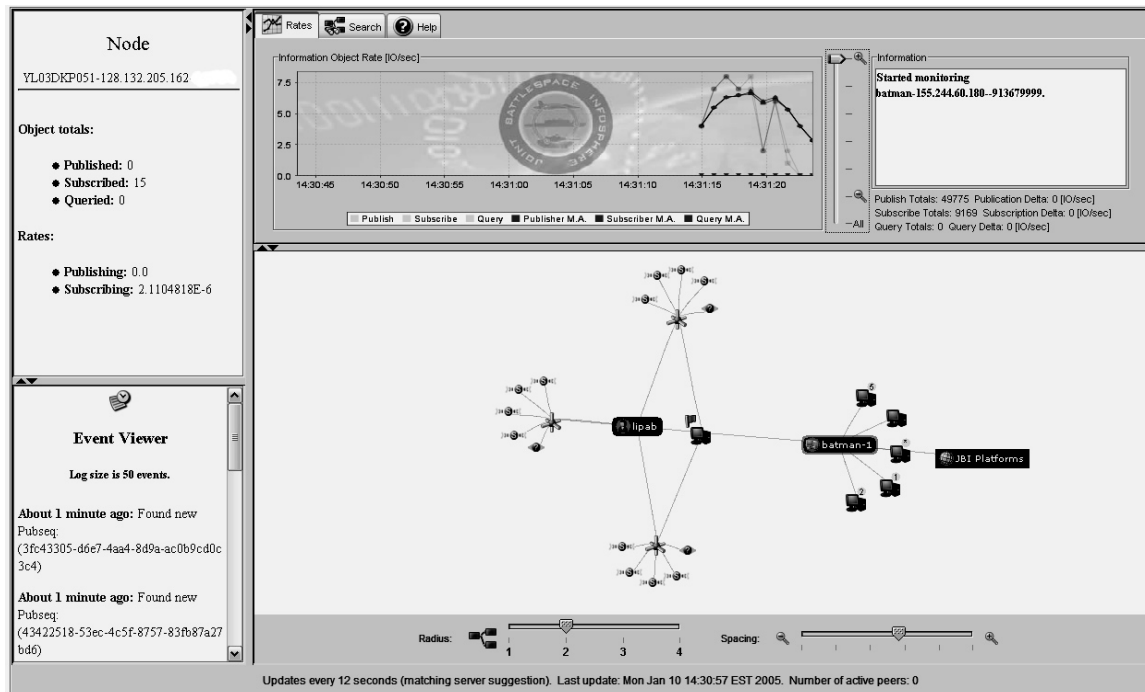 Node
YL03DKP051-128.132.205.162
Object totals:
Published: 0
Subscribed: 15
Queried: 0
Rates:
Publishing: 0.0
Subscribing: 2.1104818E-6
Event Viewer
Log size is 50 events.
About 1 minute ago: Found new
Pubseq:
(3fc43305-d6e7-4aa4-8d9a-ac0b9cd0c
3c4)
About 1 minute ago: Found new
Pubseq:
(43422518-53ec-4c5f-8757-83fb87a27
bd6)
Rates Search Help
Information Object Rate [IO/sec]
7.5
5.0
2.5
0.0
14:30:45 14:30:50 14:30:55 14:31:00 14:31:05 14:31:10 14:31:15 14:31:20
JOINT BATTLESPACE INFOSPHERE
Publish Subscribe Query Publisher M.A. Subscriber M.A. Query M.A.
All
Information
Started monitoring
batman-155.244.60.180--913679999.
Publish Totals: 49775 Publication Delta: 0 [IO/sec]
Subscribe Totals: 9169 Subscription Delta: 0 [IO/sec]
Query Totals: 0 Query Delta: 0 [IO/sec]
lipab
batman-1
JBI Platforms
5
1
2
Radius:
1 2 3 4
Spacing:
Updates every 12 seconds (matching server suggestion). Last update: Mon Jan 10 14:30:57 EST 2005. Number of active peers: 0